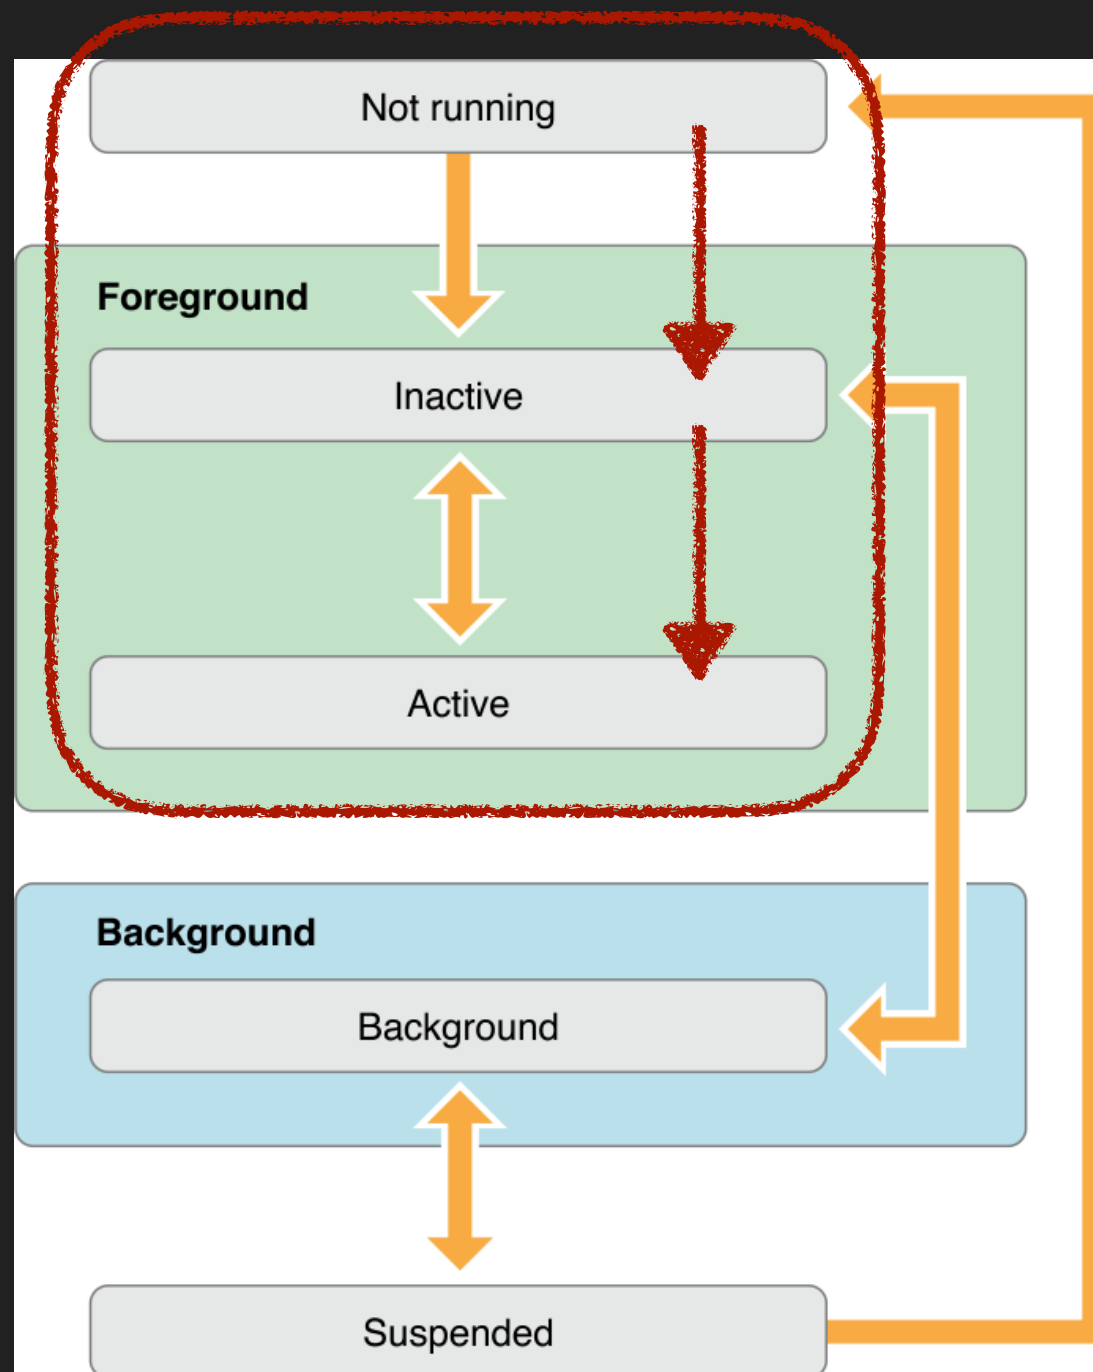 Not running
Foreground
Inactive
Active
Background
Background
Suspended